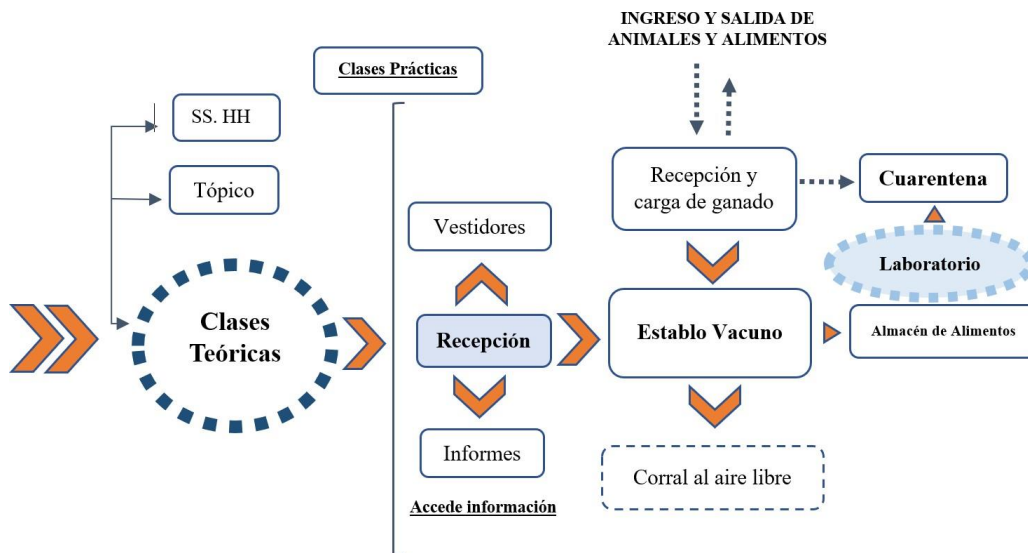 INGRESO Y SALIDA DE
ANIMALES Y ALIMENTOS
Clases Prácticas
SS. HH
Tópico
Recepción y
carga de ganado
Cuarentena
Vestidores
Laboratorio
Clases
Teóricas
Recepción
Establo Vacuno
Almacén de Alimentos
Informes
Corral al aire libre
Accede información